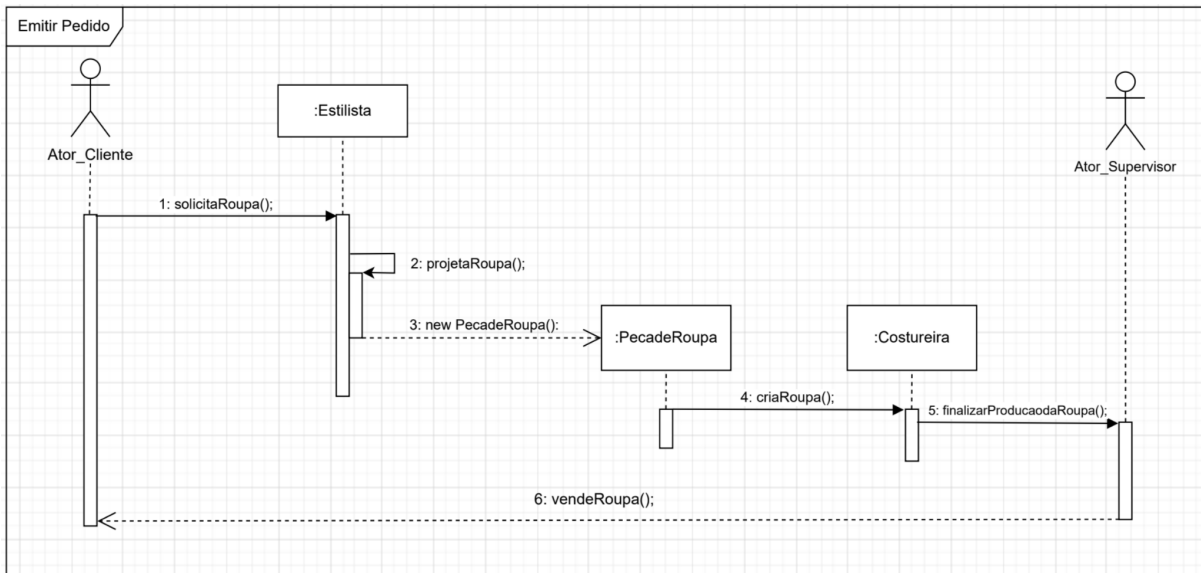 Emitir Pedido
:Estilista
Ator_Cliente
Ator_Supervisor
1: solicitaRoupa();
2: projetaRoupa();
3: new PecadeRoupa():
:PecadeRoupa
:Costureira
4: criaRoupa();
5: finalizarProducaodaRoupa();
6: vendeRoupa();